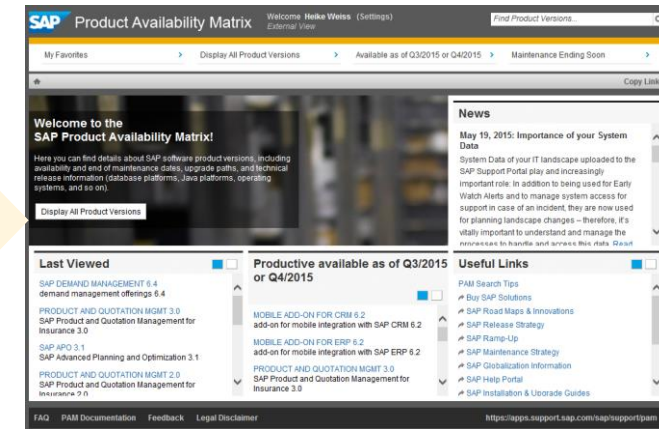 SAP Product Availability Matrix
Welcome Heike Weiss (Settings)
External View
Find Product Versions...
My Favorites > Display All Product Versions > Available as of Q3/2015 or Q4/2015 > Maintenance Ending Soon >
Copy Link
Welcome to the
SAP Product Availability Matrix!
Here you can find details about SAP software product versions, including
availability and end of maintenance dates, upgrade paths, and technical
release information (database platforms, Java platforms, operating
systems, and so on).
Display All Product Versions
News
May 19, 2015: Importance of your System
Data
System Data of your IT landscape uploaded to the
SAP Support Portal play and increasingly
important role: In addition to being used for Early
Watch Alerts and to manage system access for
support in case of an incident, they are now used
for planning landscape changes – therefore, it's
vitally important to understand and manage the
processes to handle and access this data. Read
Last Viewed
SAP DEMAND MANAGEMENT 6.4
demand management offerings 6.4
PRODUCT AND QUOTATION MGMT 3.0
SAP Product and Quotation Management for
Insurance 3.0
SAP APO 3.1
SAP Advanced Planning and Optimization 3.1
PRODUCT AND QUOTATION MGMT 2.0
SAP Product and Quotation Management for
Insurance 2.0
Productive available as of Q3/2015
or Q4/2015
MOBILE ADD-ON FOR CRM 6.2
add-on for mobile integration with SAP CRM 6.2
MOBILE ADD-ON FOR ERP 6.2
add-on for mobile integration with SAP ERP 6.2
PRODUCT AND QUOTATION MGMT 3.0
SAP Product and Quotation Management for
Insurance 3.0
Useful Links
PAM Search Tips
Buy SAP Solutions
SAP Road Maps & Innovations
SAP Release Strategy
SAP Ramp-Up
SAP Maintenance Strategy
SAP Globalization Information
SAP Help Portal
SAP Installation & Upgrade Guides
FAQ PAM Documentation Feedback Legal Disclaimer
https://apps.support.sap.com/sap/support/pam